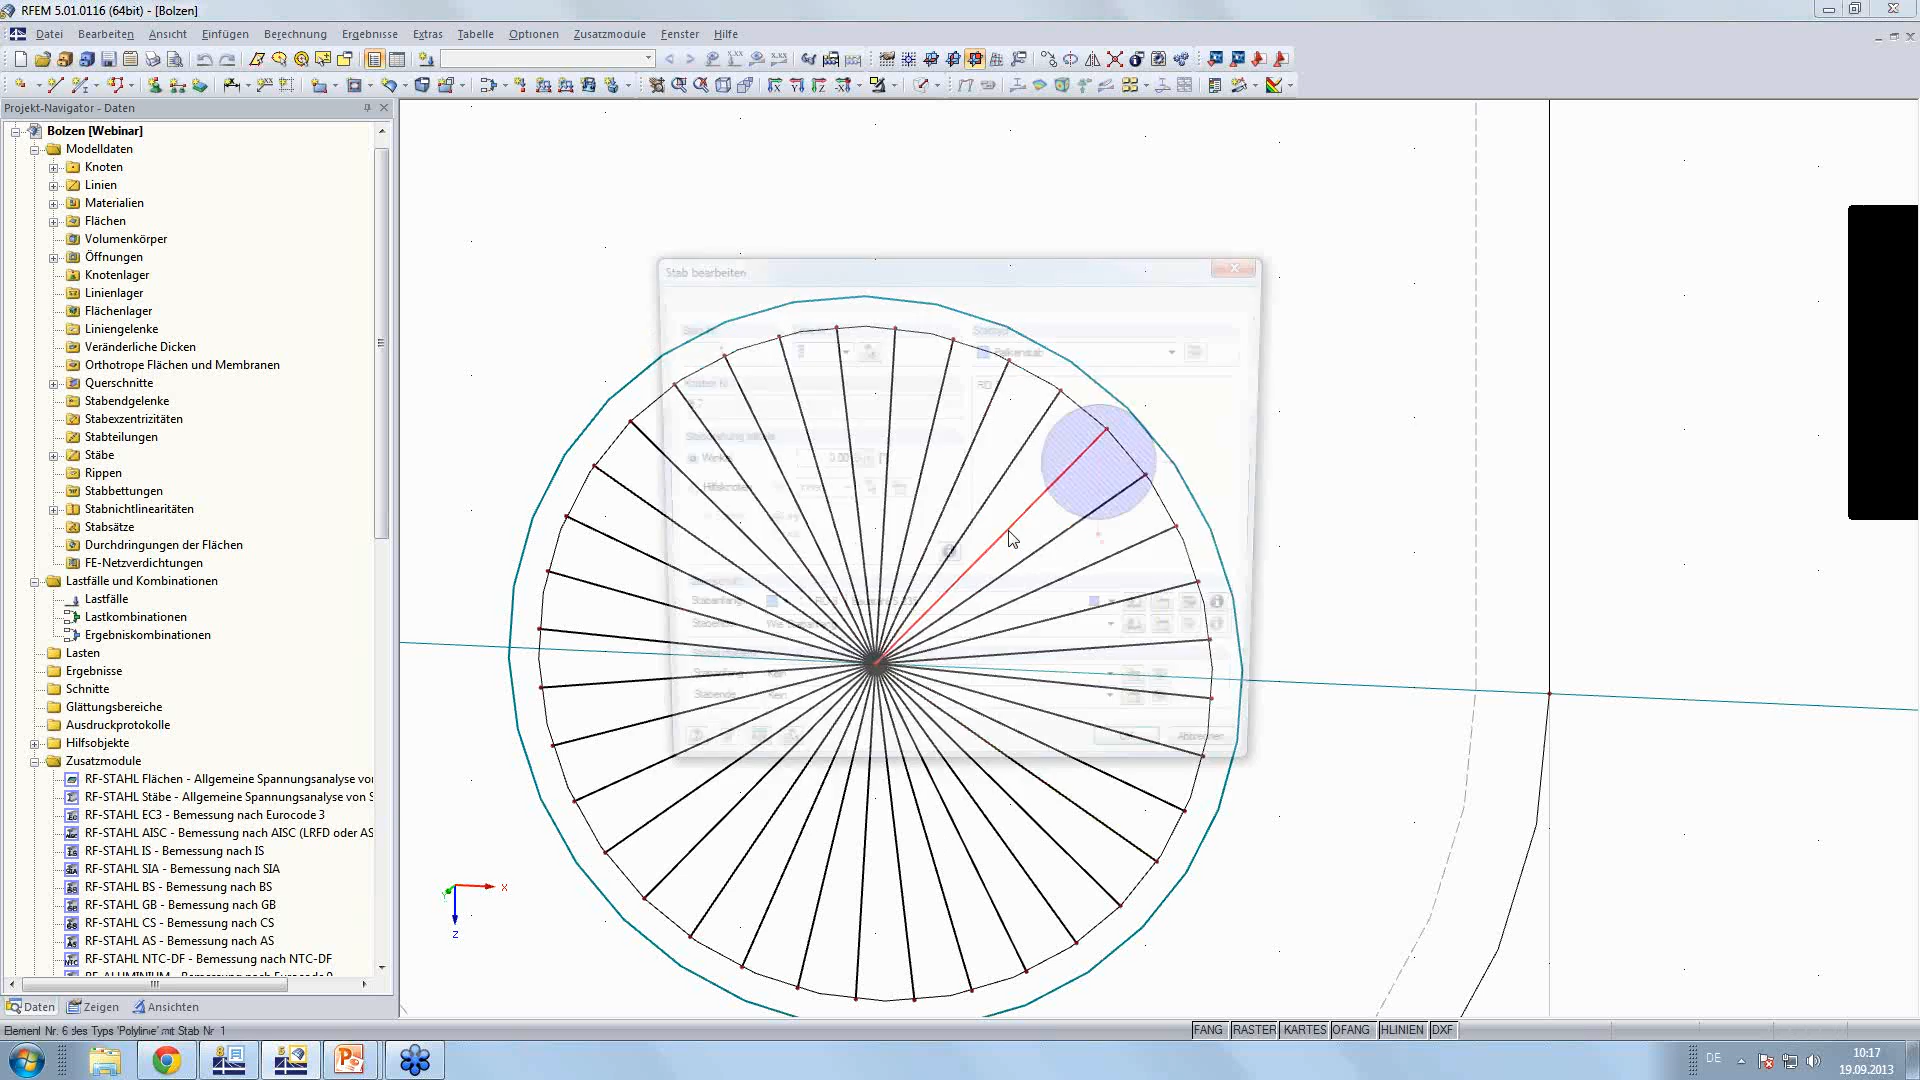 RFEM 5.01.0116 (64bit) - [Bolzen]
Datei Bearbeiten Ansicht Einfügen Berechnung Ergebnisse Extras Tabelle Optionen Zusatzmodule Fenster Hilfe
Projekt-Navigator - Daten
Bolzen [Webinar]
Modelldaten
Knoten
Linien
Materialien
Flächen
Volumenkörper
Öffnungen
Knotenlager
Linienlager
Flächenlager
Liniengelenke
Veränderliche Dicken
Orthotrope Flächen und Membranen
Querschnitte
Stabendgelenke
Stabexzentrizitäten
Stabteilungen
Stäbe
Rippen
Stabbettungen
Stabnichtlinearitäten
Stabsätze
Durchdringungen der Flächen
FE-Netzverdichtungen
Lastfälle und Kombinationen
Lastfälle
Lastkombinationen
Ergebniskombinationen
Lasten
Ergebnisse
Schnitte
Glättungsbereiche
Ausdruckprotokolle
Hilfsobjekte
Zusatzmodule
RF-STAHL Flächen - Allgemeine Spannungsanalyse vo
RF-STAHL Stäbe - Allgemeine Spannungsanalyse von S
RF-STAHL EC3 - Bemessung nach Eurocode 3
RF-STAHL AISC - Bemessung nach AISC (LRFD oder AS
RF-STAHL IS - Bemessung nach IS
RF-STAHL SIA - Bemessung nach SIA
RF-STAHL BS - Bemessung nach BS
RF-STAHL GB - Bemessung nach GB
RF-STAHL CS - Bemessung nach CS
RF-STAHL AS - Bemessung nach AS
RF-STAHL NTC-DF - Bemessung nach NTC-DF
Daten Zeigen Ansichten
Stab bearbeiten
Balkenstab
Winkel
Hilfsknoten
Stabanfang
Stabende
Abbrechen
X
Z
Element Nr. 6 des Typs 'Polylinie' mit Stab Nr. 1
FANG RASTER KARTES OFANG HLINIEN DXF
DE
10:17
19.09.2013